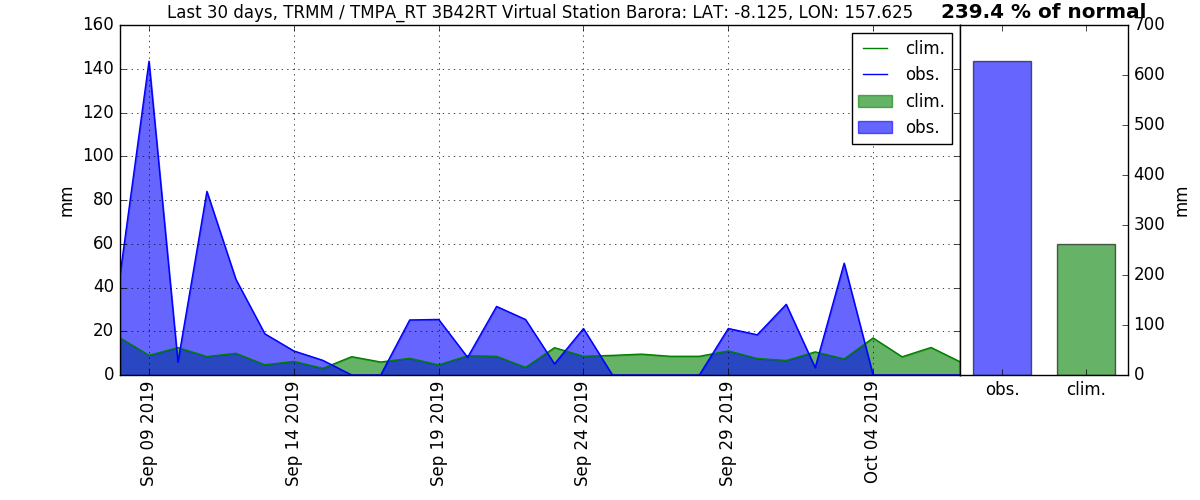 Last 30 days, TRMM / TMPA_RT 3B42RT Virtual Station Barora: LAT: -8.125, LON: 157.625
239.4 % of normal
160
140
120
100
80
60
40
20
0
mm
clim.
obs.
clim.
obs.
Sep 09 2019
Sep 14 2019
Sep 19 2019
Sep 24 2019
Sep 29 2019
Oct 04 2019
700
600
500
400
300
200
100
0
mm
obs.
clim.